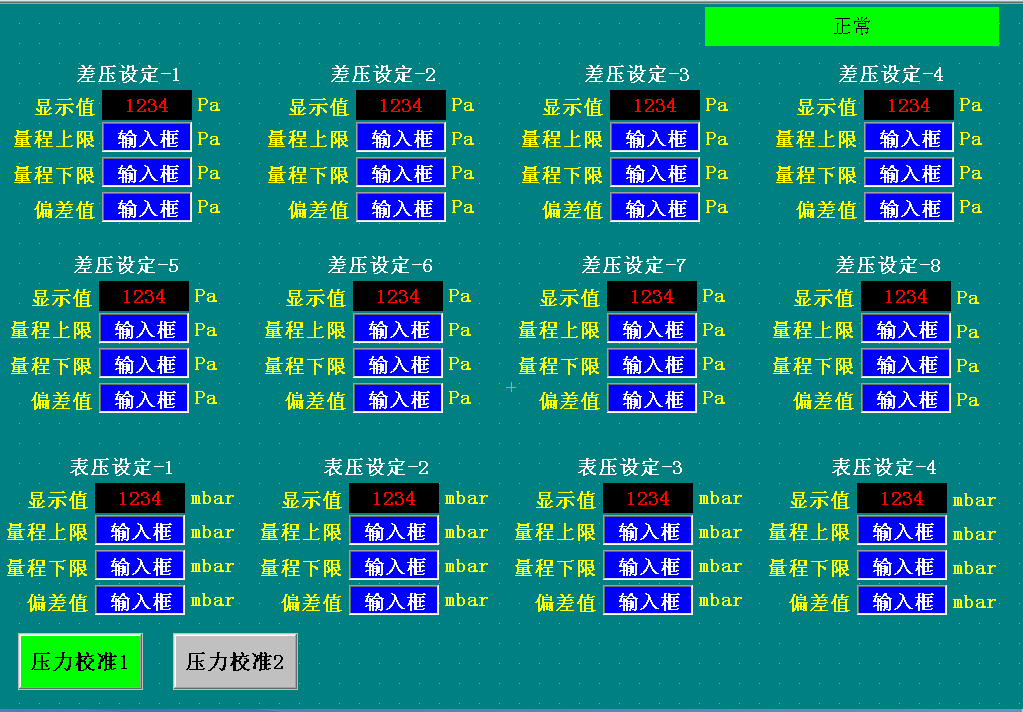 正常
差压设定-1 差压设定-2 差压设定-3 差压设定-4
显示值 1234 Pa 显示值 1234 Pa 显示值 1234 Pa 显示值 1234 Pa
量程上限 输入框 Pa 量程上限 输入框 Pa 量程上限 输入框 Pa 量程上限 输入框 Pa
量程下限 输入框 Pa 量程下限 输入框 Pa 量程下限 输入框 Pa 量程下限 输入框 Pa
偏差值 输入框 Pa 偏差值 输入框 Pa 偏差值 输入框 Pa 偏差值 输入框 Pa
差压设定-5 差压设定-6 差压设定-7 差压设定-8
显示值 1234 Pa 显示值 1234 Pa 显示值 1234 Pa 显示值 1234 Pa
量程上限 输入框 Pa 量程上限 输入框 Pa 量程上限 输入框 Pa 量程上限 输入框 Pa
量程下限 输入框 Pa 量程下限 输入框 Pa 量程下限 输入框 Pa 量程下限 输入框 Pa
偏差值 输入框 Pa 偏差值 输入框 Pa 偏差值 输入框 Pa 偏差值 输入框 Pa
表压设定-1 表压设定-2 表压设定-3 表压设定-4
显示值 1234 mbar 显示值 1234 mbar 显示值 1234 mbar 显示值 1234 mbar
量程上限 输入框 mbar 量程上限 输入框 mbar 量程上限 输入框 mbar 量程上限 输入框 mbar
量程下限 输入框 mbar 量程下限 输入框 mbar 量程下限 输入框 mbar 量程下限 输入框 mbar
偏差值 输入框 mbar 偏差值 输入框 mbar 偏差值 输入框 mbar 偏差值 输入框 mbar
压力校准1 压力校准2